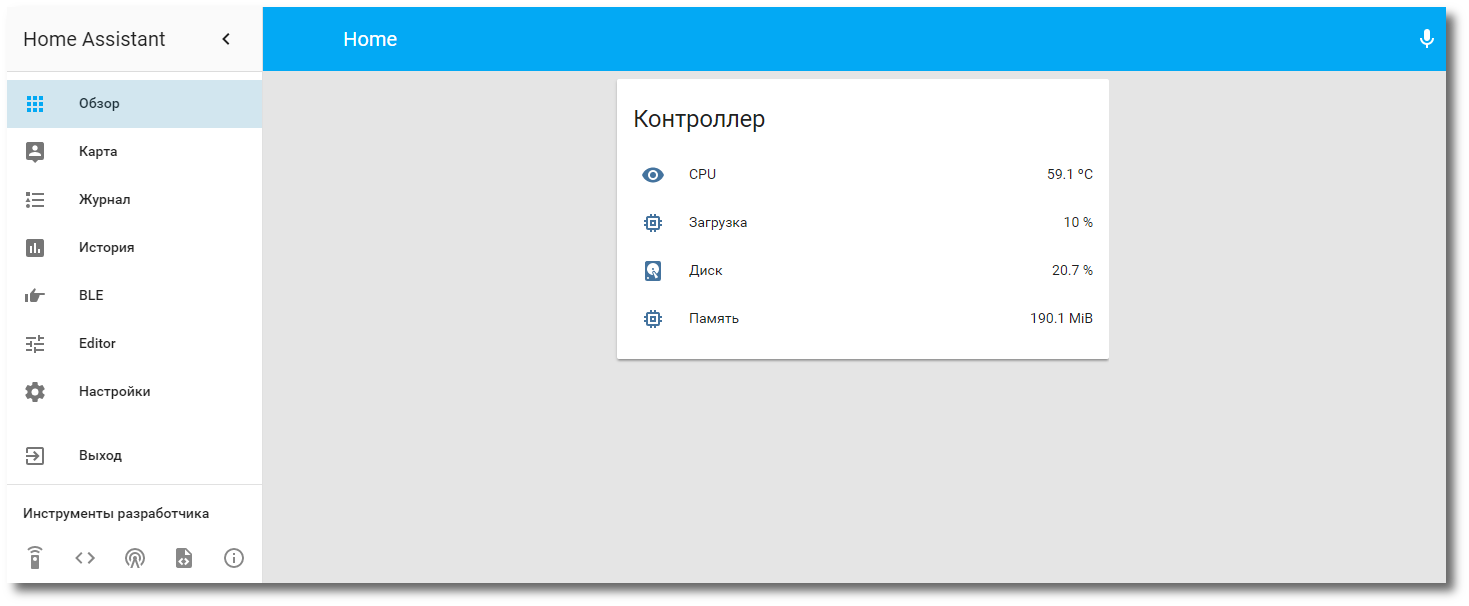 Home Assistant
Home
Обзор
Карта
Журнал
История
BLE
Editor
Настройки
Выход
Инструменты разработчика
Контроллер
CPU 59.1 ºC
Загрузка 10 %
Диск 20.7 %
Память 190.1 MiB